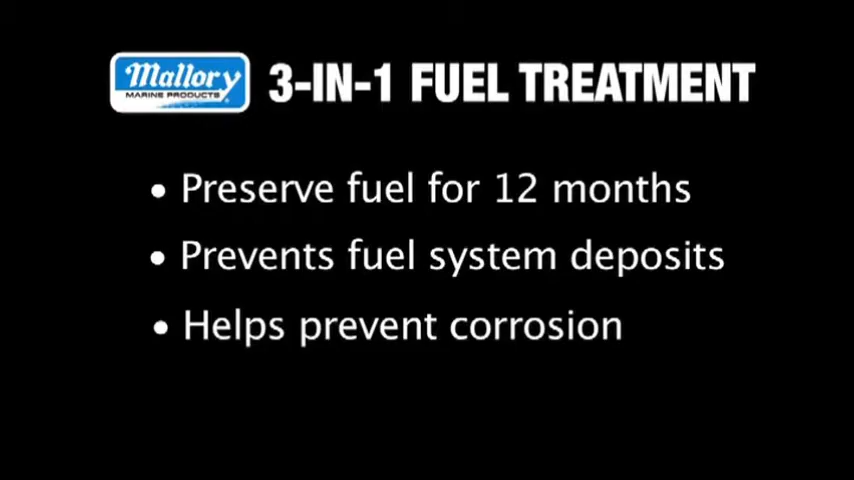 Mallory
MARINE PRODUCTS
3-IN-1 FUEL TREATMENT
• Preserve fuel for 12 months
• Prevents fuel system deposits
• Helps prevent corrosion